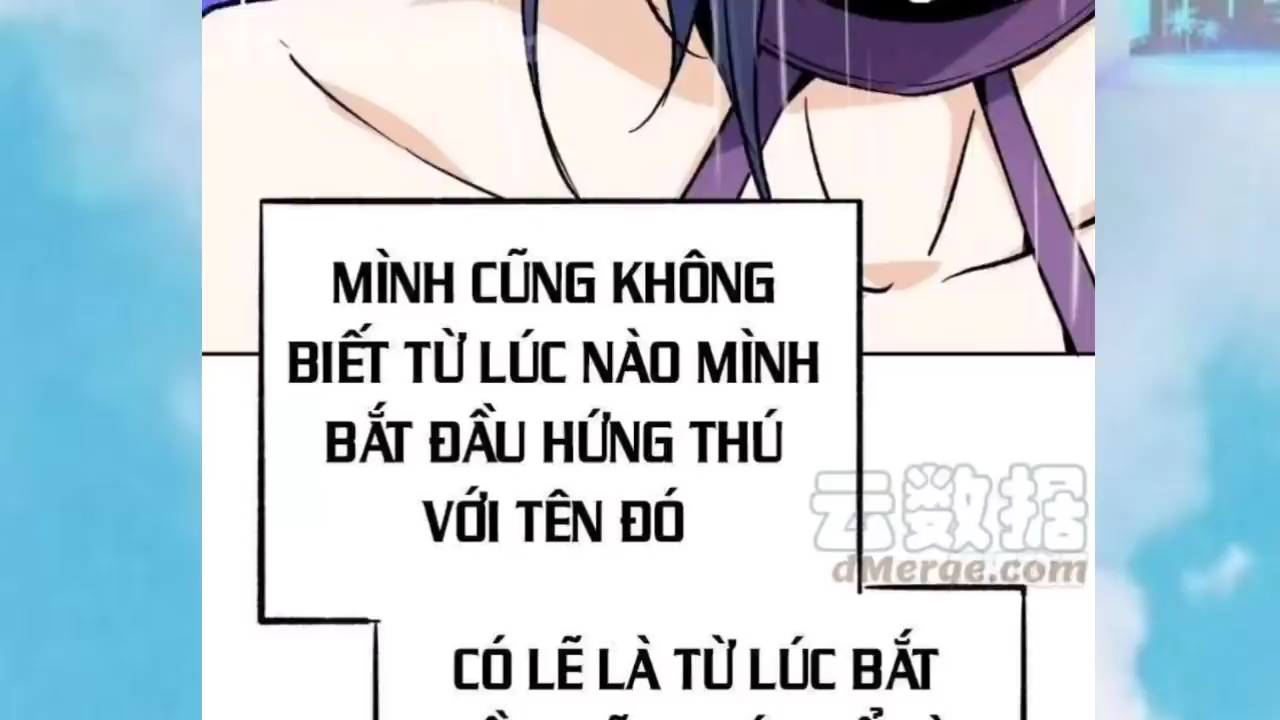 MÌNH CŨNG KHÔNG
BIẾT TỪ LÚC NÀO MÌNH
BẮT ĐẦU HỨNG THÚ
VỚI TÊN ĐÓ
云数据
dMerge.com
CÓ LẼ LÀ TỪ LÚC BẮT